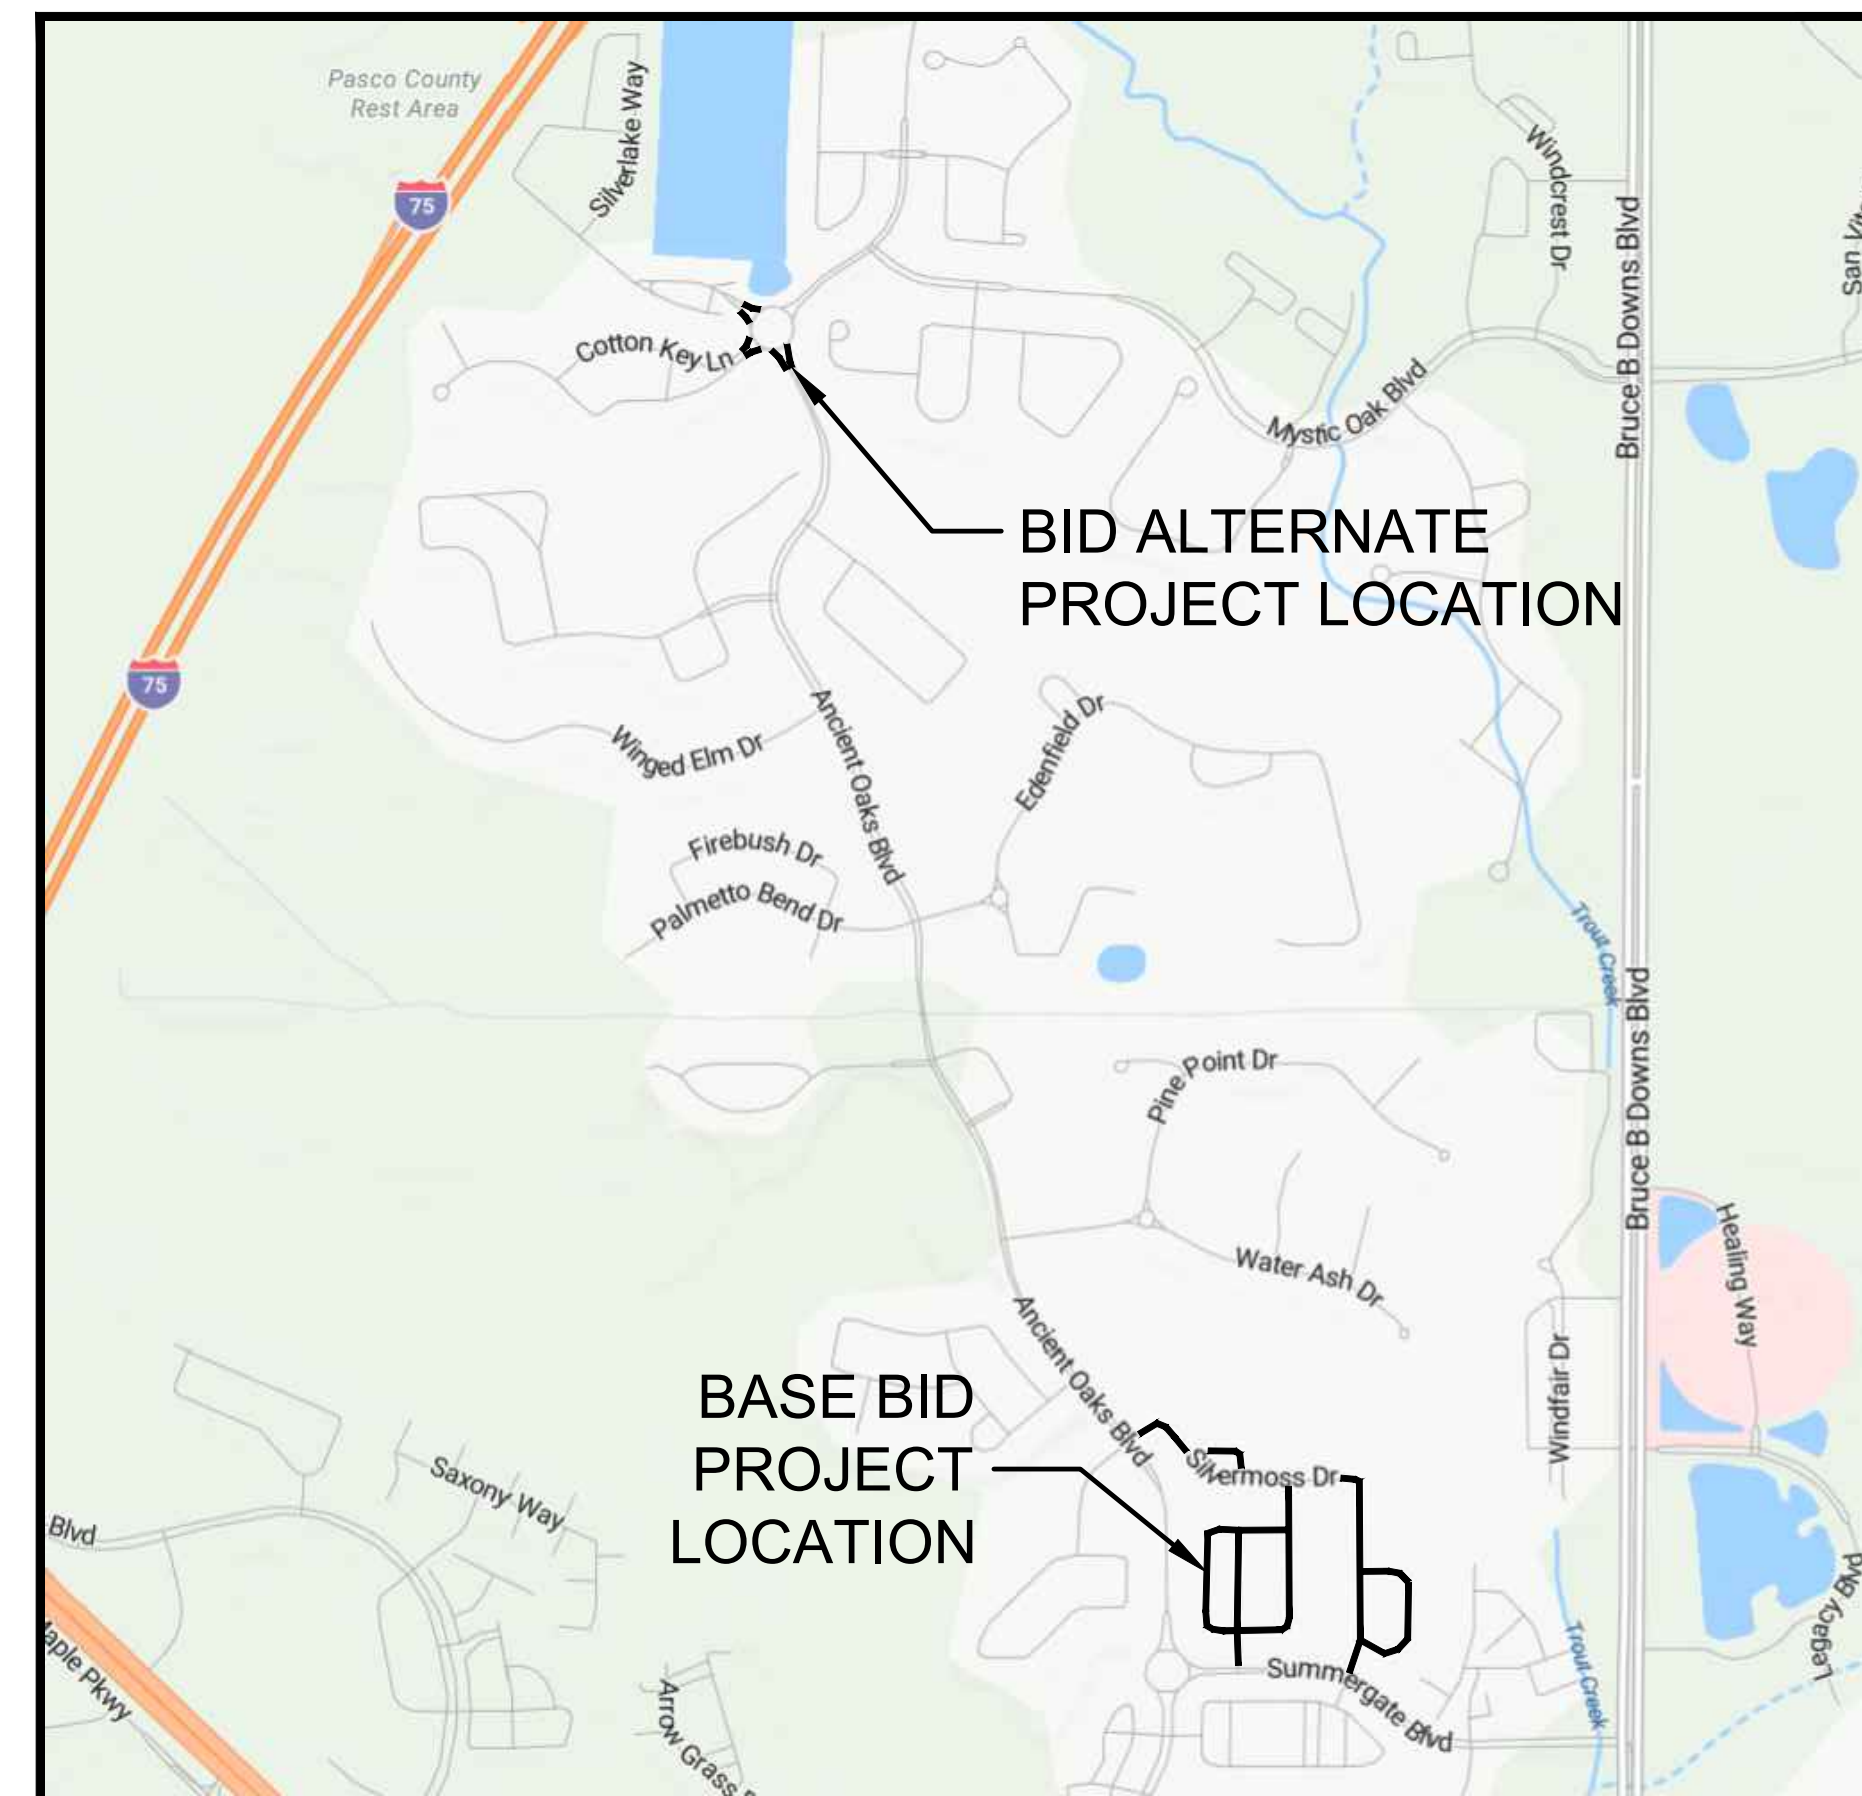 Pasco County
Rest Area
Silverlake Way
75
Windcrest Dr
Bruce B Downs Blvd
Cotton Key Ln
Mystic Oak Blvd
BID ALTERNATE
PROJECT LOCATION
75
Ancient Oaks Blvd
Winged Elm Dr
Edenfield Dr
Firebush Dr
Palmetto Bend Dr
Trout Creek
Bruce B Downs Blvd
Pine Point Dr
Water Ash Dr
Healing Way
Ancient Oaks Blvd
Windfair Dr
BASE BID
PROJECT
LOCATION
Silvermoss Dr
Saxony Way
Blvd
Legacy Blvd
Trout Creek
Summergate Blvd
Maple Pkwy
Arrow Grass
San